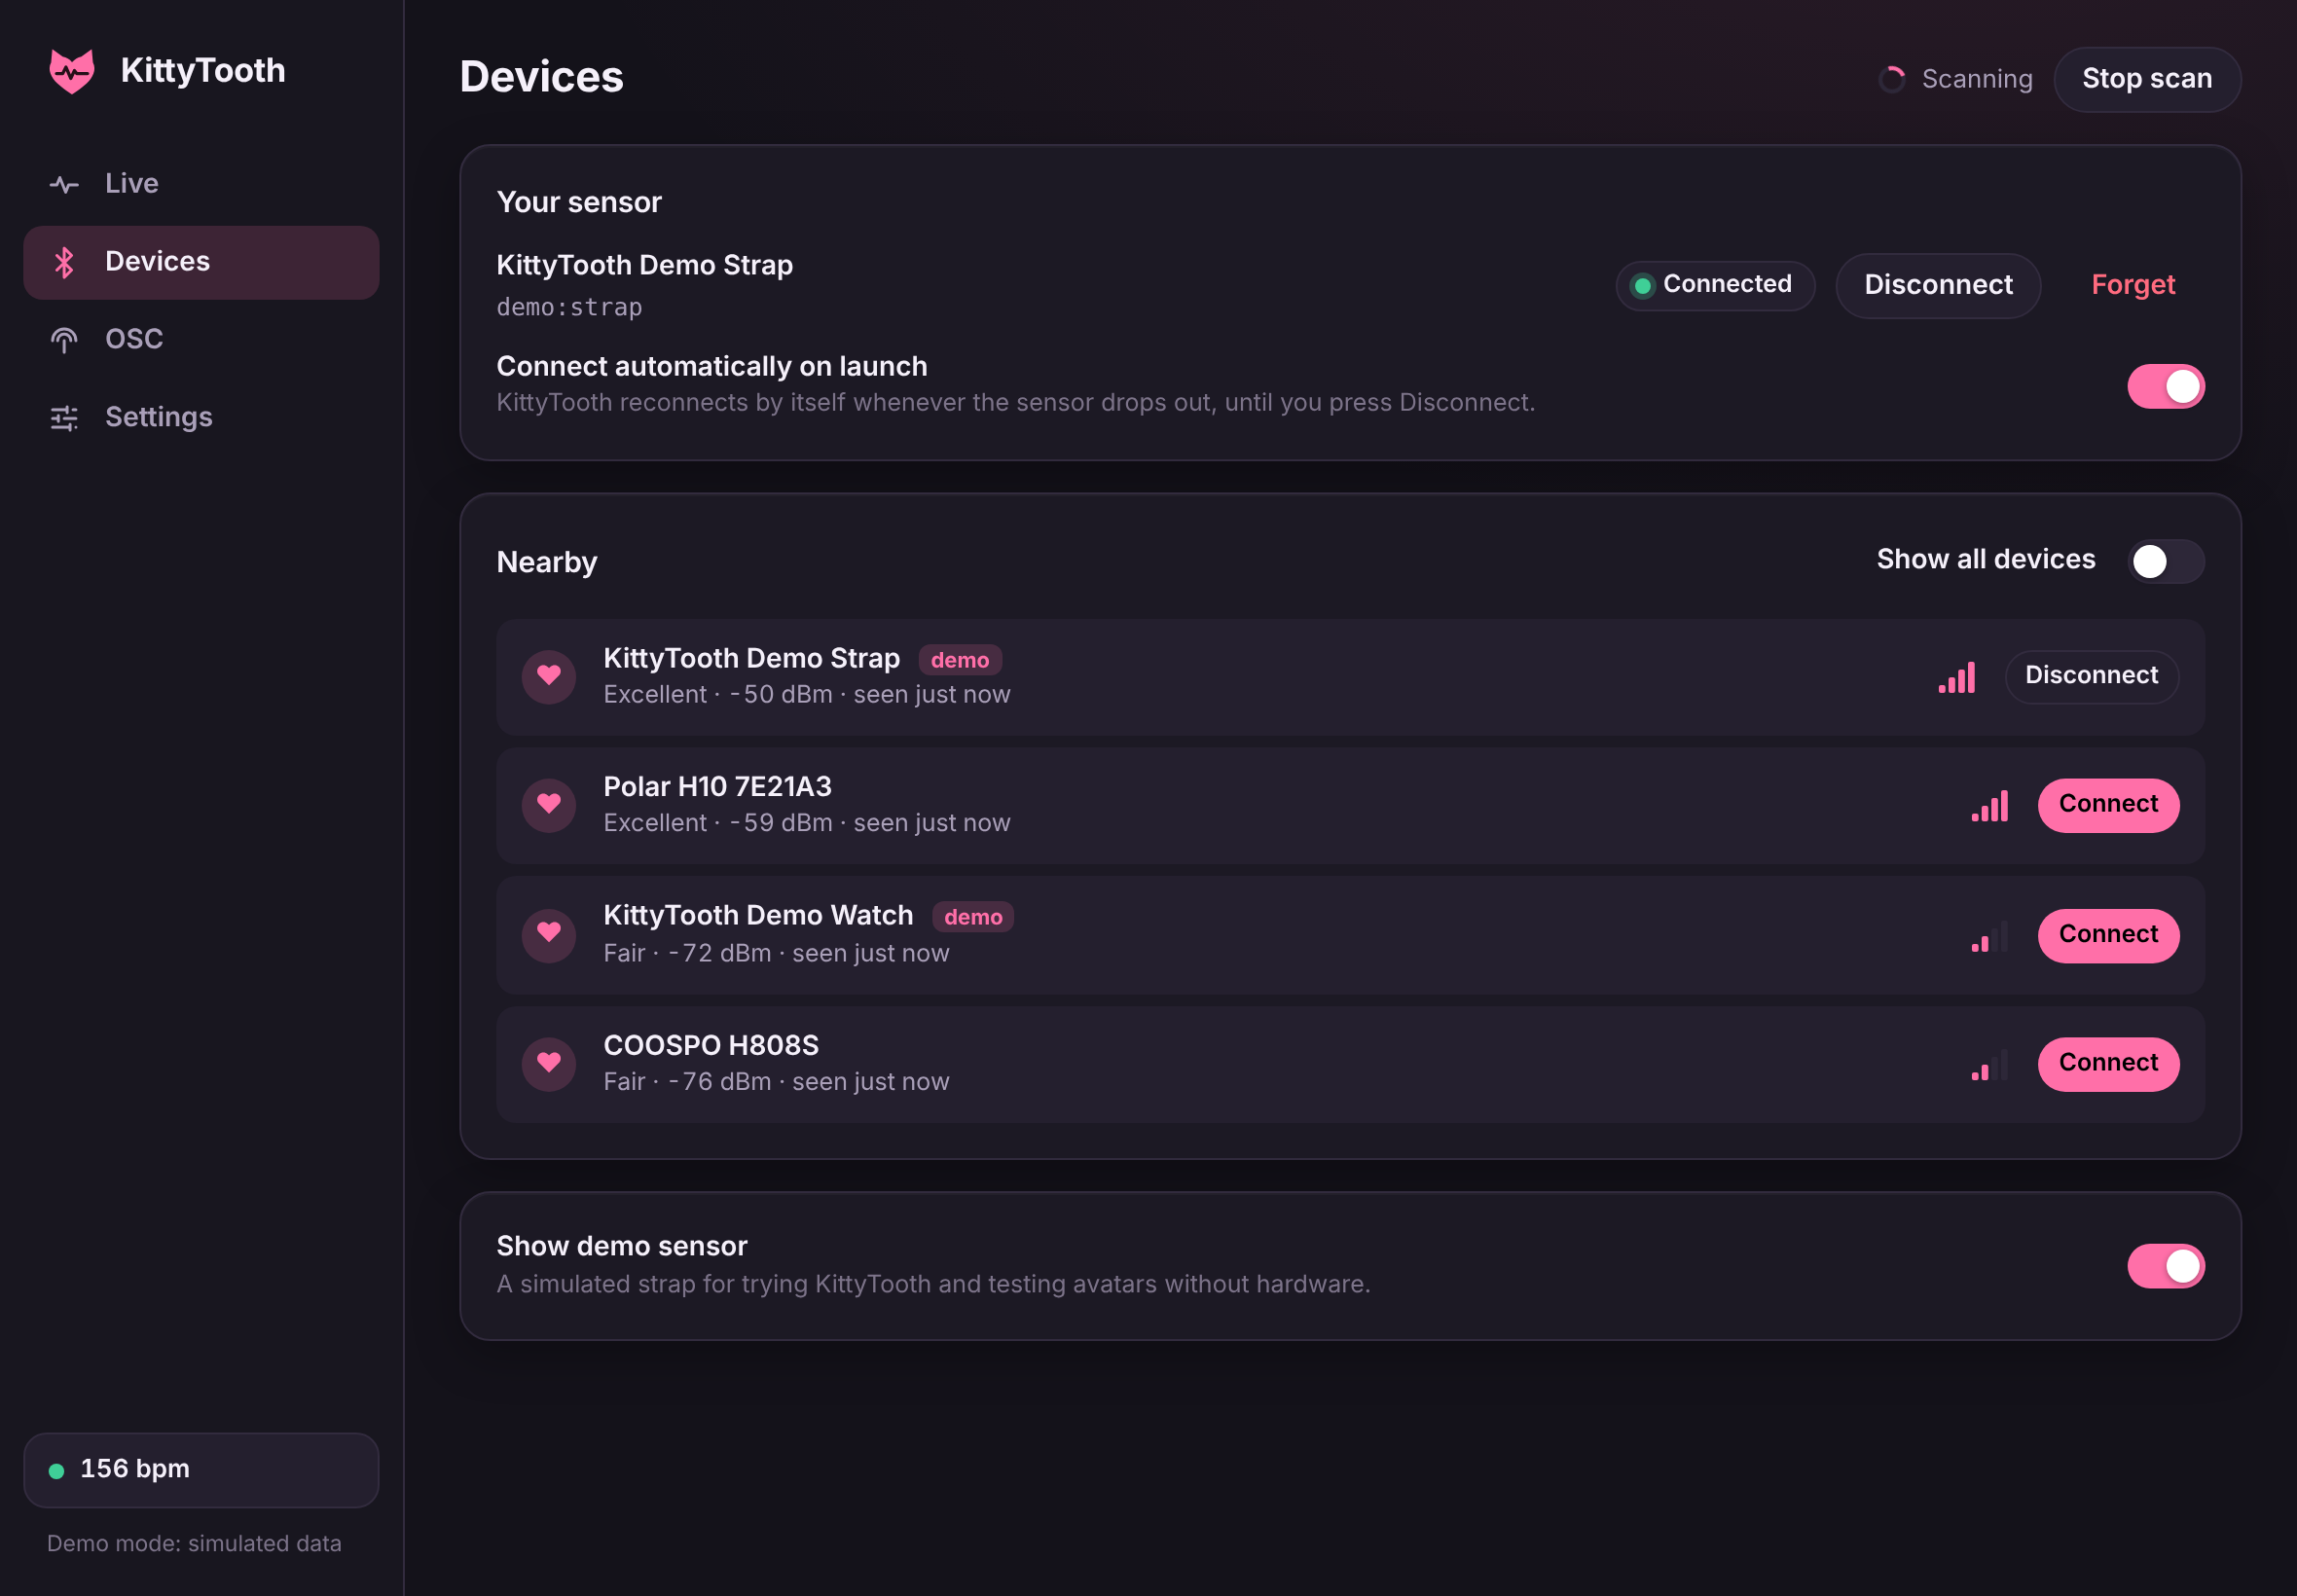 KittyTooth
Live
Devices
OSC
Settings
156 bpm
Demo mode: simulated data
Devices
Scanning
Stop scan
Your sensor
KittyTooth Demo Strap
demo:strap
Connected
Disconnect
Forget
Connect automatically on launch
KittyTooth reconnects by itself whenever the sensor drops out, until you press Disconnect.
Nearby
Show all devices
KittyTooth Demo Strap demo
Excellent · -50 dBm · seen just now
Disconnect
Polar H10 7E21A3
Excellent · -59 dBm · seen just now
Connect
KittyTooth Demo Watch demo
Fair · -72 dBm · seen just now
Connect
COOSPO H808S
Fair · -76 dBm · seen just now
Connect
Show demo sensor
A simulated strap for trying KittyTooth and testing avatars without hardware.